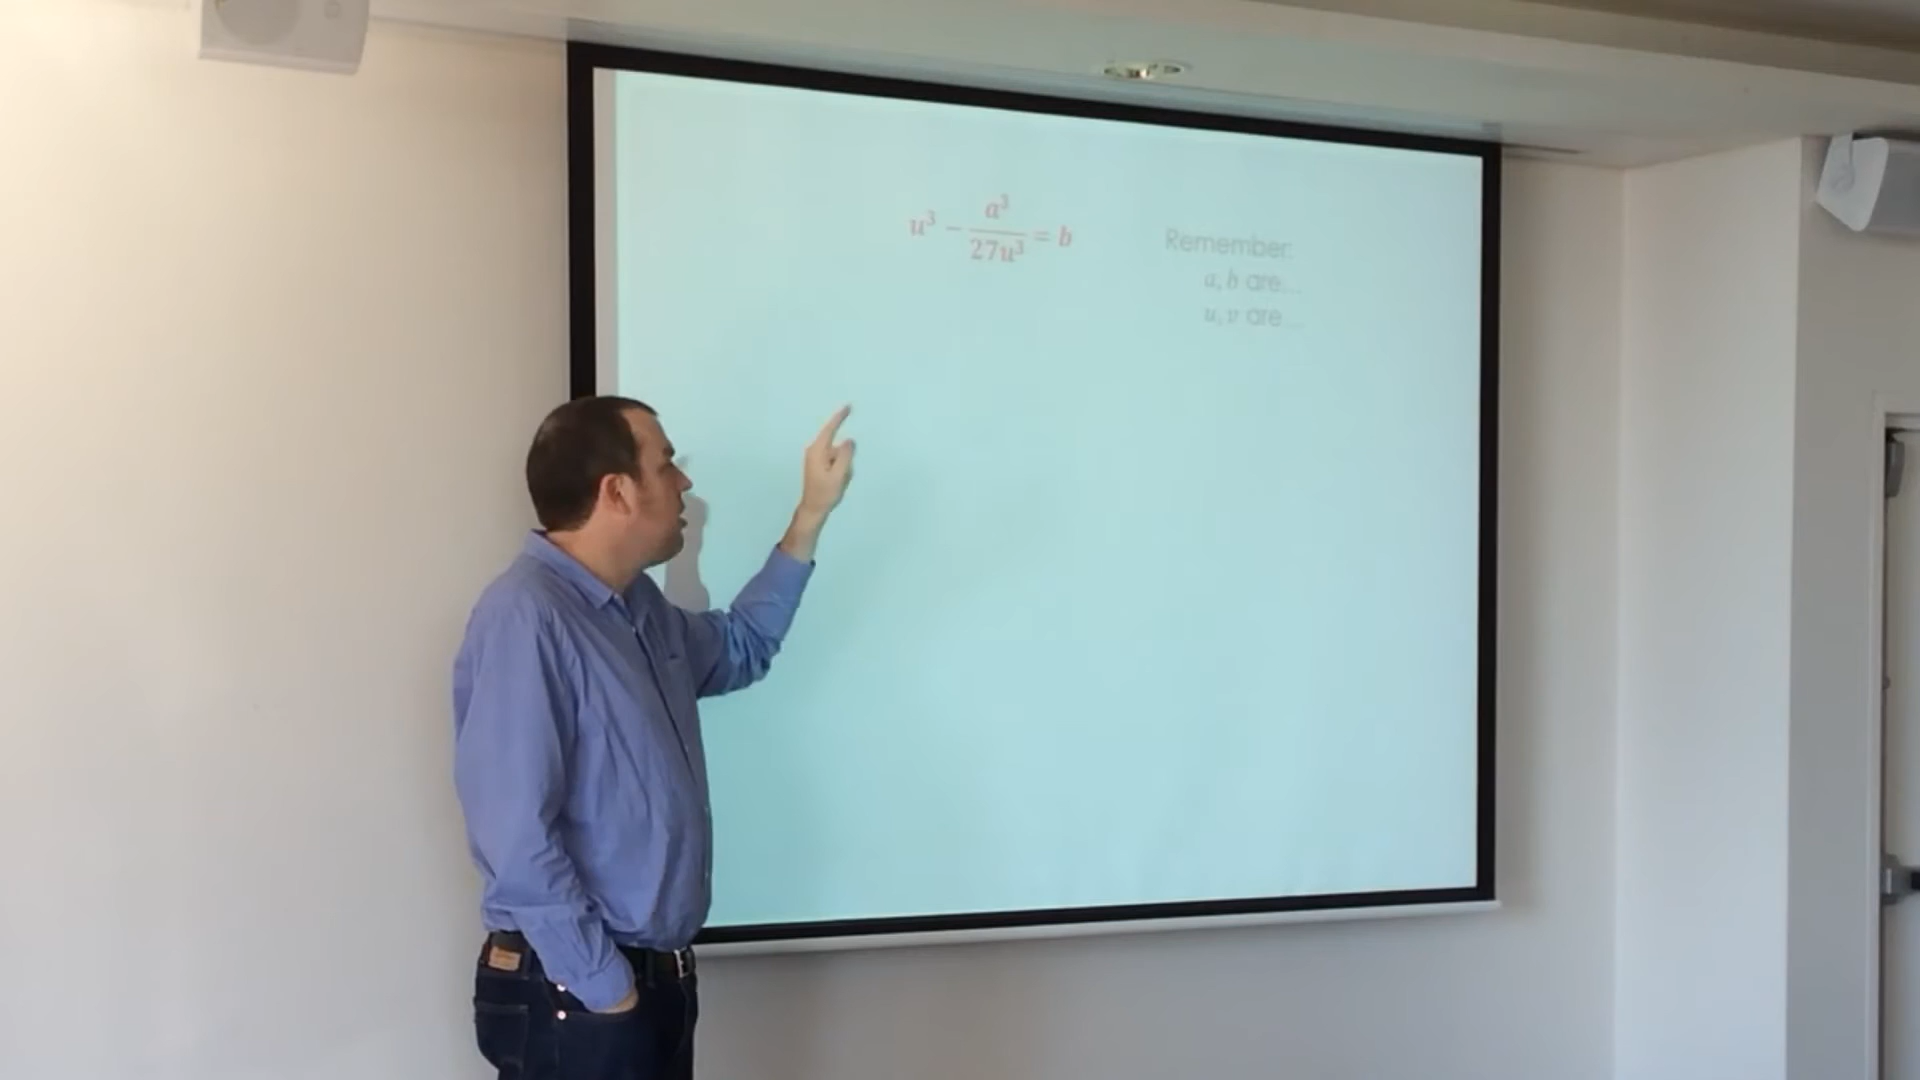 u³ − a³/27u³ = b
Remember:
a, b are...
u, v are...